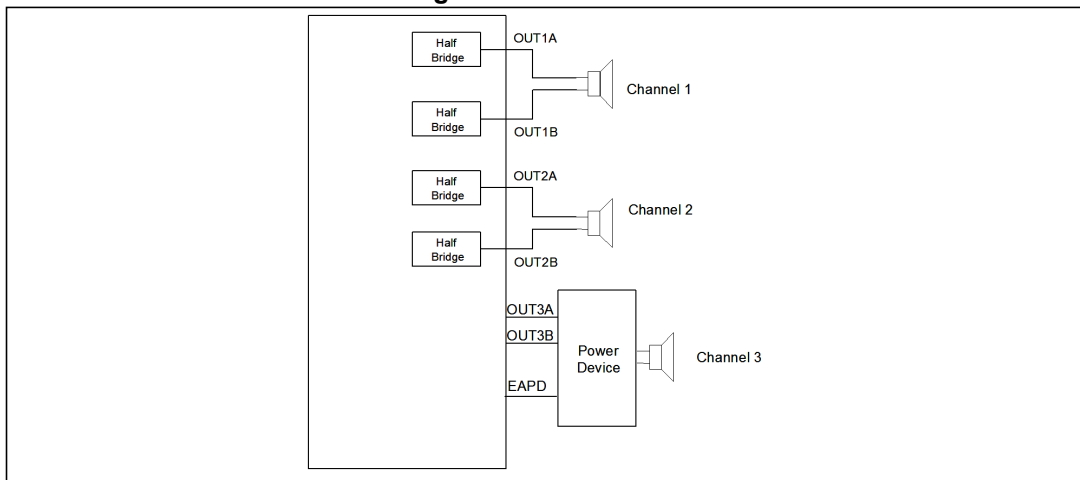 Half
Bridge
OUT1A
Channel 1
Half
Bridge
OUT1B
Half
Bridge
OUT2A
Channel 2
Half
Bridge
OUT2B
OUT3A
OUT3B
Power
Device
Channel 3
EAPD